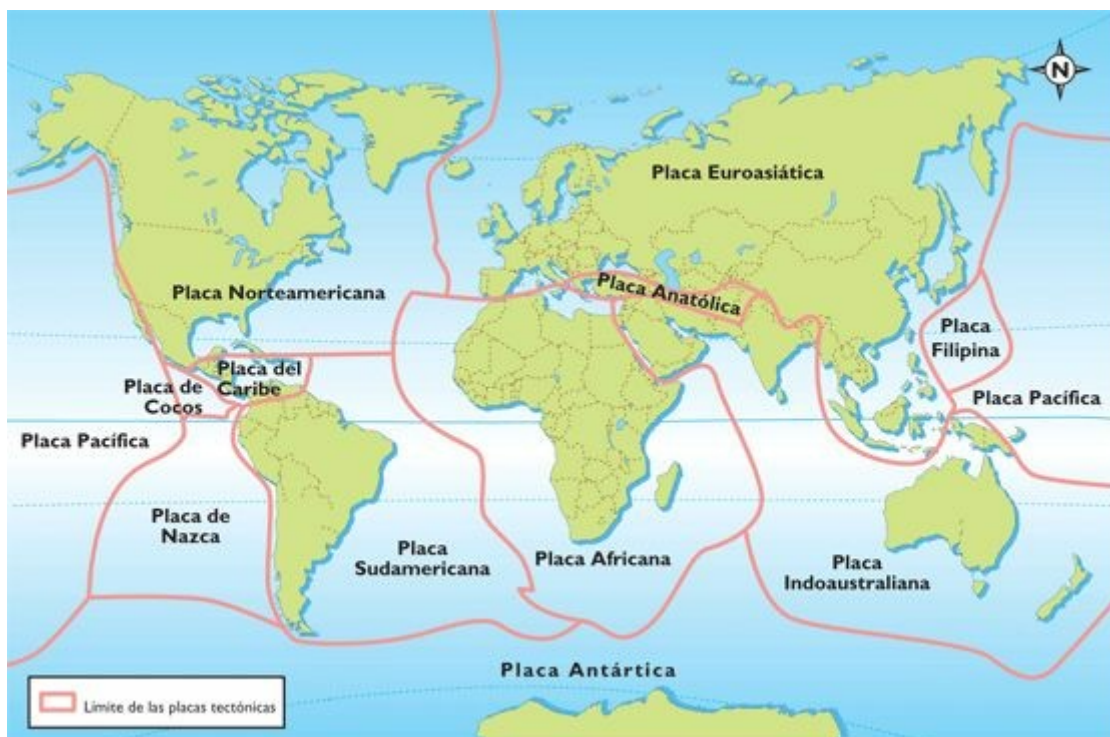 N
Placa Euroasiática
Placa Norteamericana
Placa Anatólica
Placa
Filipina
Placa del
Caribe
Placa de
Cocos
Placa Pacífica
Placa Pacífica
Placa de
Nazca
Placa
Sudamericana
Placa Africana
Placa
Indoaustraliana
Placa Antártica
Límite de las placas tectónicas